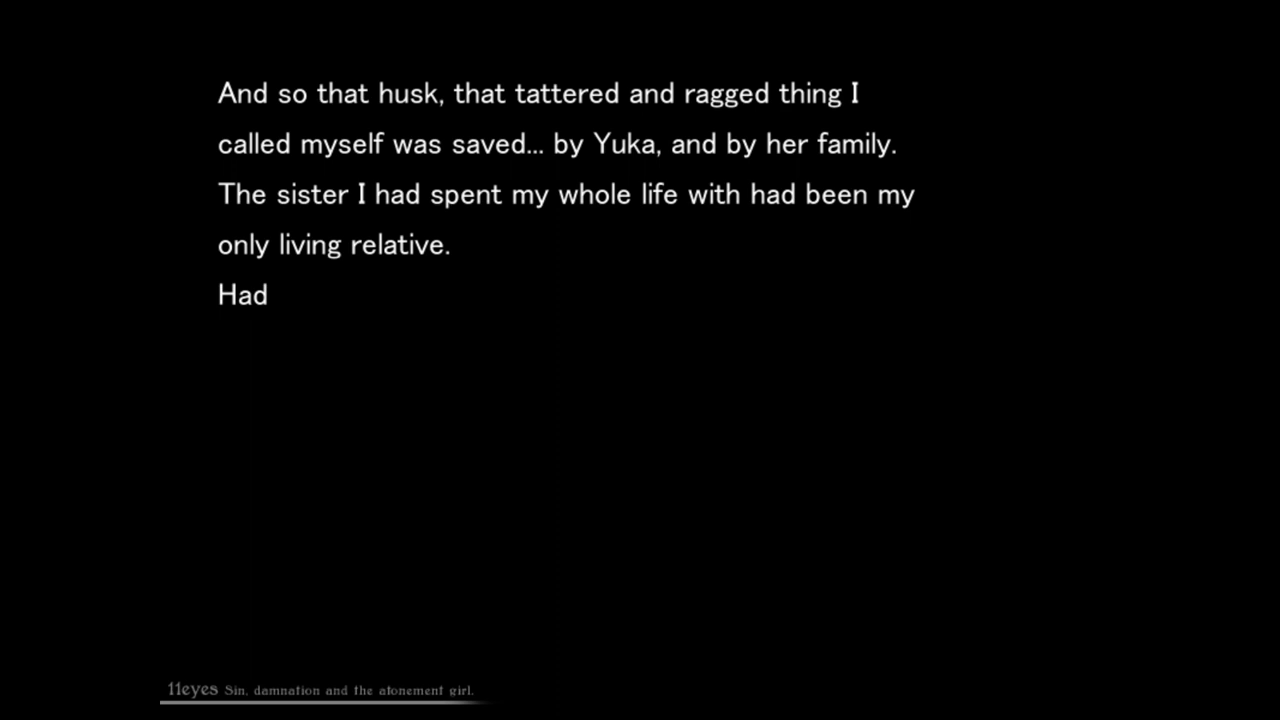 And so that husk, that tattered and ragged thing I
called myself was saved... by Yuka, and by her family.
The sister I had spent my whole life with had been my
only living relative.
Had
11eyes Sin, damnation and the atonement girl.